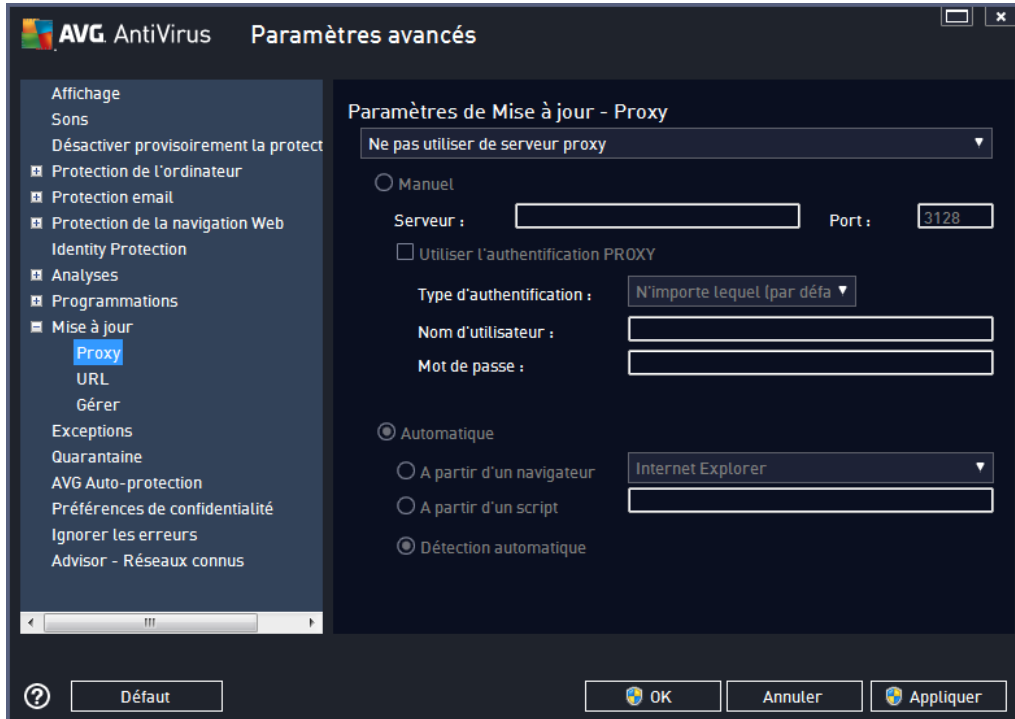 AVG AntiVirus Paramètres avancés
Affichage
Sons
Désactiver provisoirement la protect
Protection de l'ordinateur
Protection email
Protection de la navigation Web
Identity Protection
Analyses
Programmations
Mise à jour
Proxy
URL
Gérer
Exceptions
Quarantaine
AVG Auto-protection
Préférences de confidentialité
Ignorer les erreurs
Advisor - Réseaux connus
Paramètres de Mise à jour - Proxy
Ne pas utiliser de serveur proxy
Manuel
Serveur : Port : 3128
Utiliser l'authentification PROXY
Type d'authentification : N'importe lequel (par défa
Nom d'utilisateur :
Mot de passe :
Automatique
A partir d'un navigateur Internet Explorer
A partir d'un script
Détection automatique
? Défaut OK Annuler Appliquer